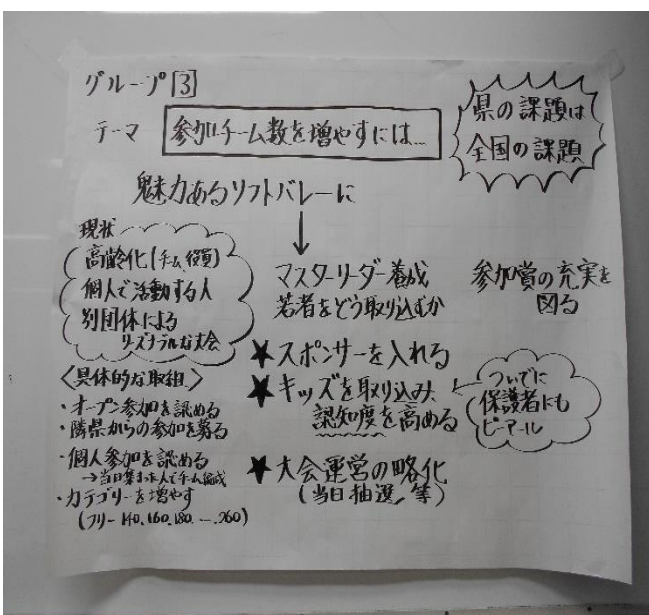 グループ[3]
県の課題は
全国の課題
テーマ 参加チーム数を増やすには…
魅力あるソフトバレーに
↓
現状
高齢化(チーム、役員)
個人で活動する人
別団体による
リーズナブルな大会
マスターリーダー養成
若者をどう取り込むか
参加賞の充実を
図る
★スポンサーを入れる
★キッズを取り込み、
認知度を高める
ついでに
保護者にも
ピーアール
★大会運営の略化
(当日抽選/等)
〈具体的な取組〉
・オープン参加を認める
・隣県からの参加を募る
・個人参加を認める
→当日集まった人でチーム編成
・カテゴリーを増やす
(フリー140.160.180.―.260)